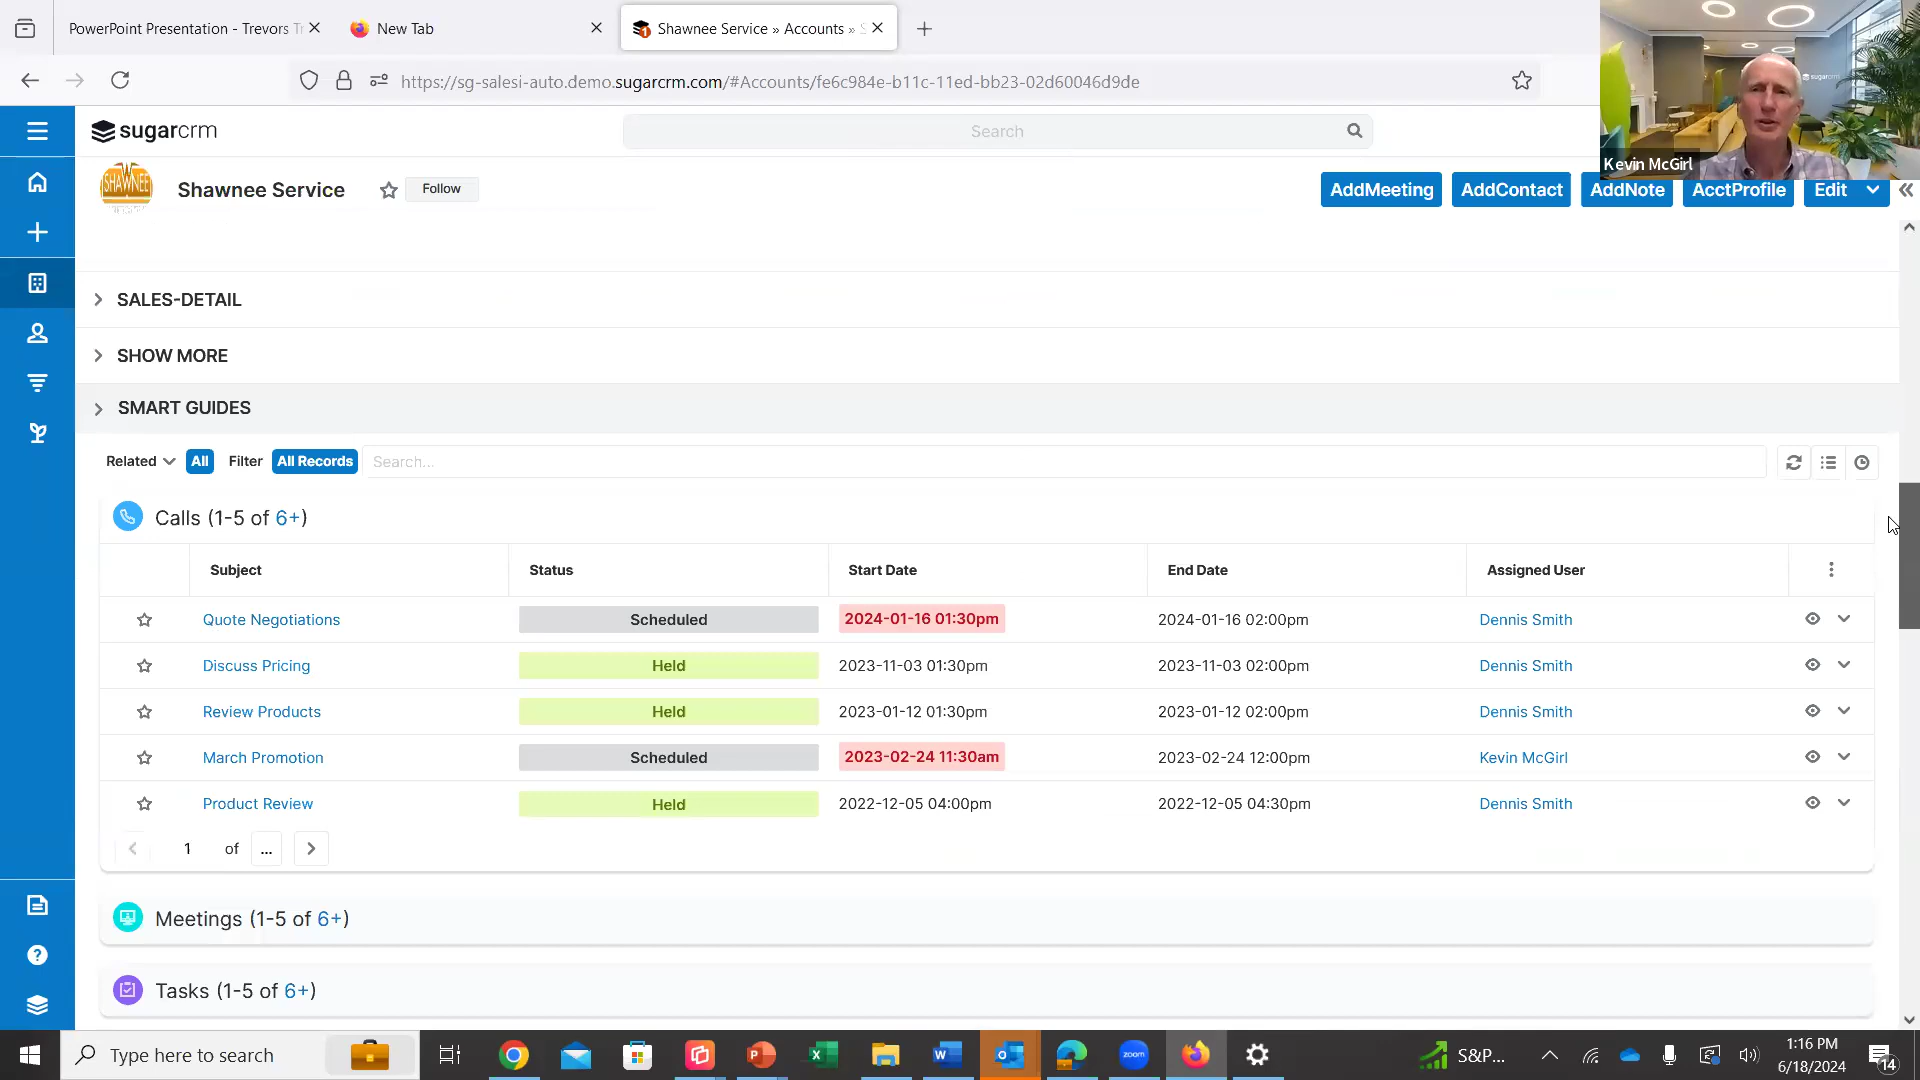 PowerPoint Presentation - Trevors Tr
New Tab
Shawnee Service » Accounts » S
https://sg-salesi-auto.demo.sugarcrm.com/#Accounts/fe6c984e-b11c-11ed-bb23-02d60046d9de
sugarcrm
Search
sugarcrm
Kevin McGirl
SHAWNEE
Shawnee Service
Follow
AddMeeting
AddContact
AddNote
AcctProfile
Edit
SALES-DETAIL
SHOW MORE
SMART GUIDES
Related All Filter All Records Search...
Calls (1-5 of 6+)
Subject Status Start Date End Date Assigned User
Quote Negotiations Scheduled 2024-01-16 01:30pm 2024-01-16 02:00pm Dennis Smith
Discuss Pricing Held 2023-11-03 01:30pm 2023-11-03 02:00pm Dennis Smith
Review Products Held 2023-01-12 01:30pm 2023-01-12 02:00pm Dennis Smith
March Promotion Scheduled 2023-02-24 11:30am 2023-02-24 12:00pm Kevin McGirl
Product Review Held 2022-12-05 04:00pm 2022-12-05 04:30pm Dennis Smith
1 of ...
Meetings (1-5 of 6+)
Tasks (1-5 of 6+)
Type here to search
zoom
S&P...
1:16 PM
6/18/2024
14